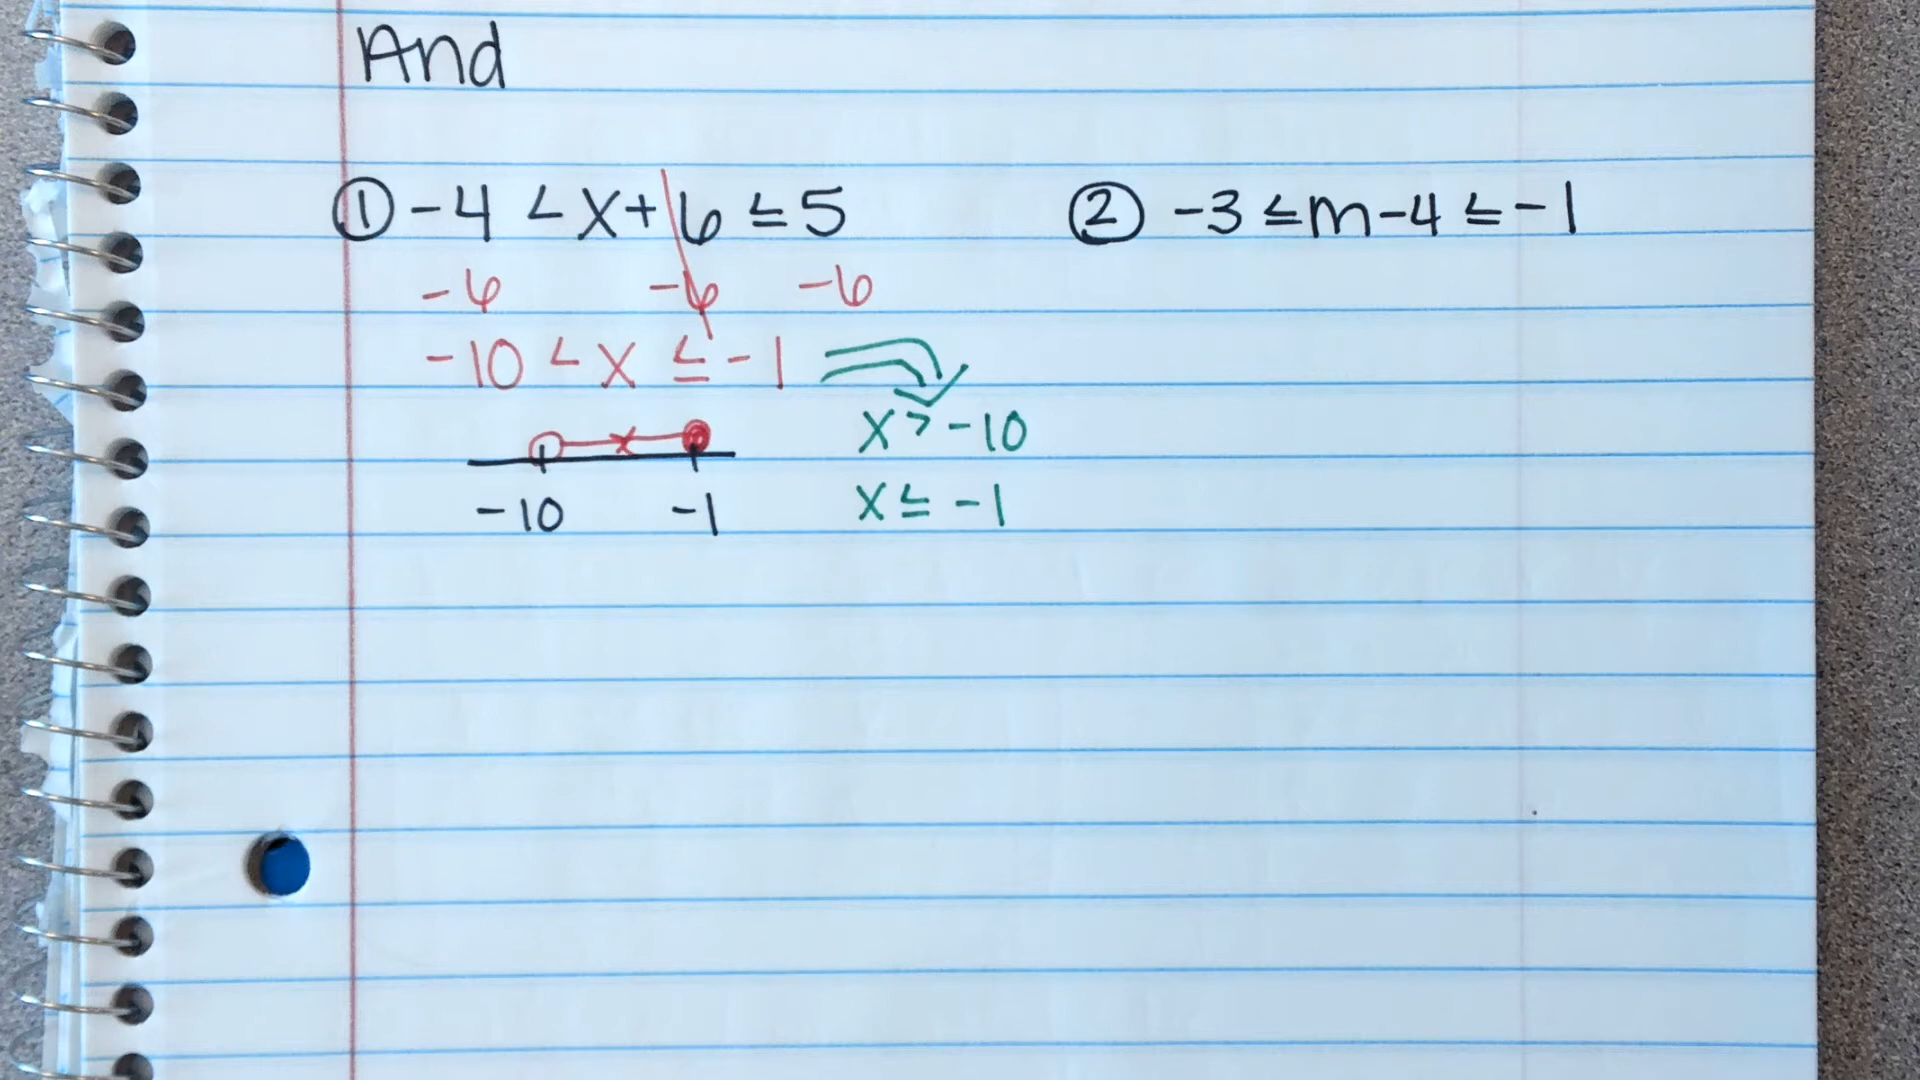 And
① -4 < x + 6 ≤ 5
-6 -6 -6
-10 < x ≤ -1
x > -10
x ≤ -1
x
-10 -1
② -3 ≤ m - 4 ≤ -1